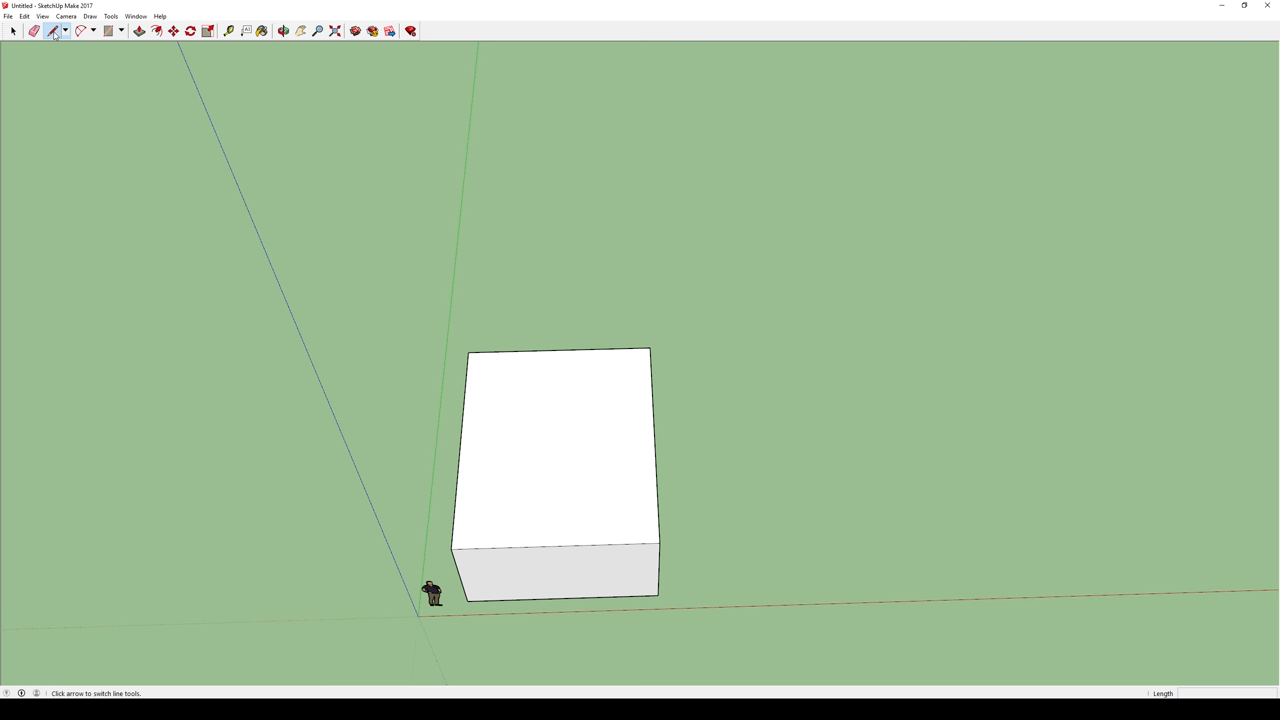 Untitled - SketchUp Make 2017
File Edit View Camera Draw Tools Window Help
A1
Click arrow to switch line tools.
Length